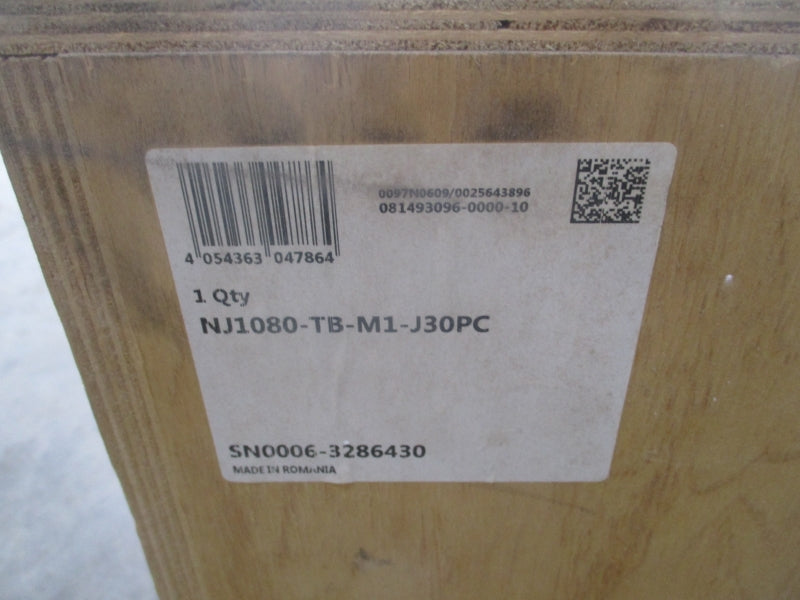 0097N0609/0025643896
081493096-0000-10
4 054363 047864
1 Qty
NJ1080-TB-M1-J30PC
SN0006-3286430
MADE IN ROMANIA